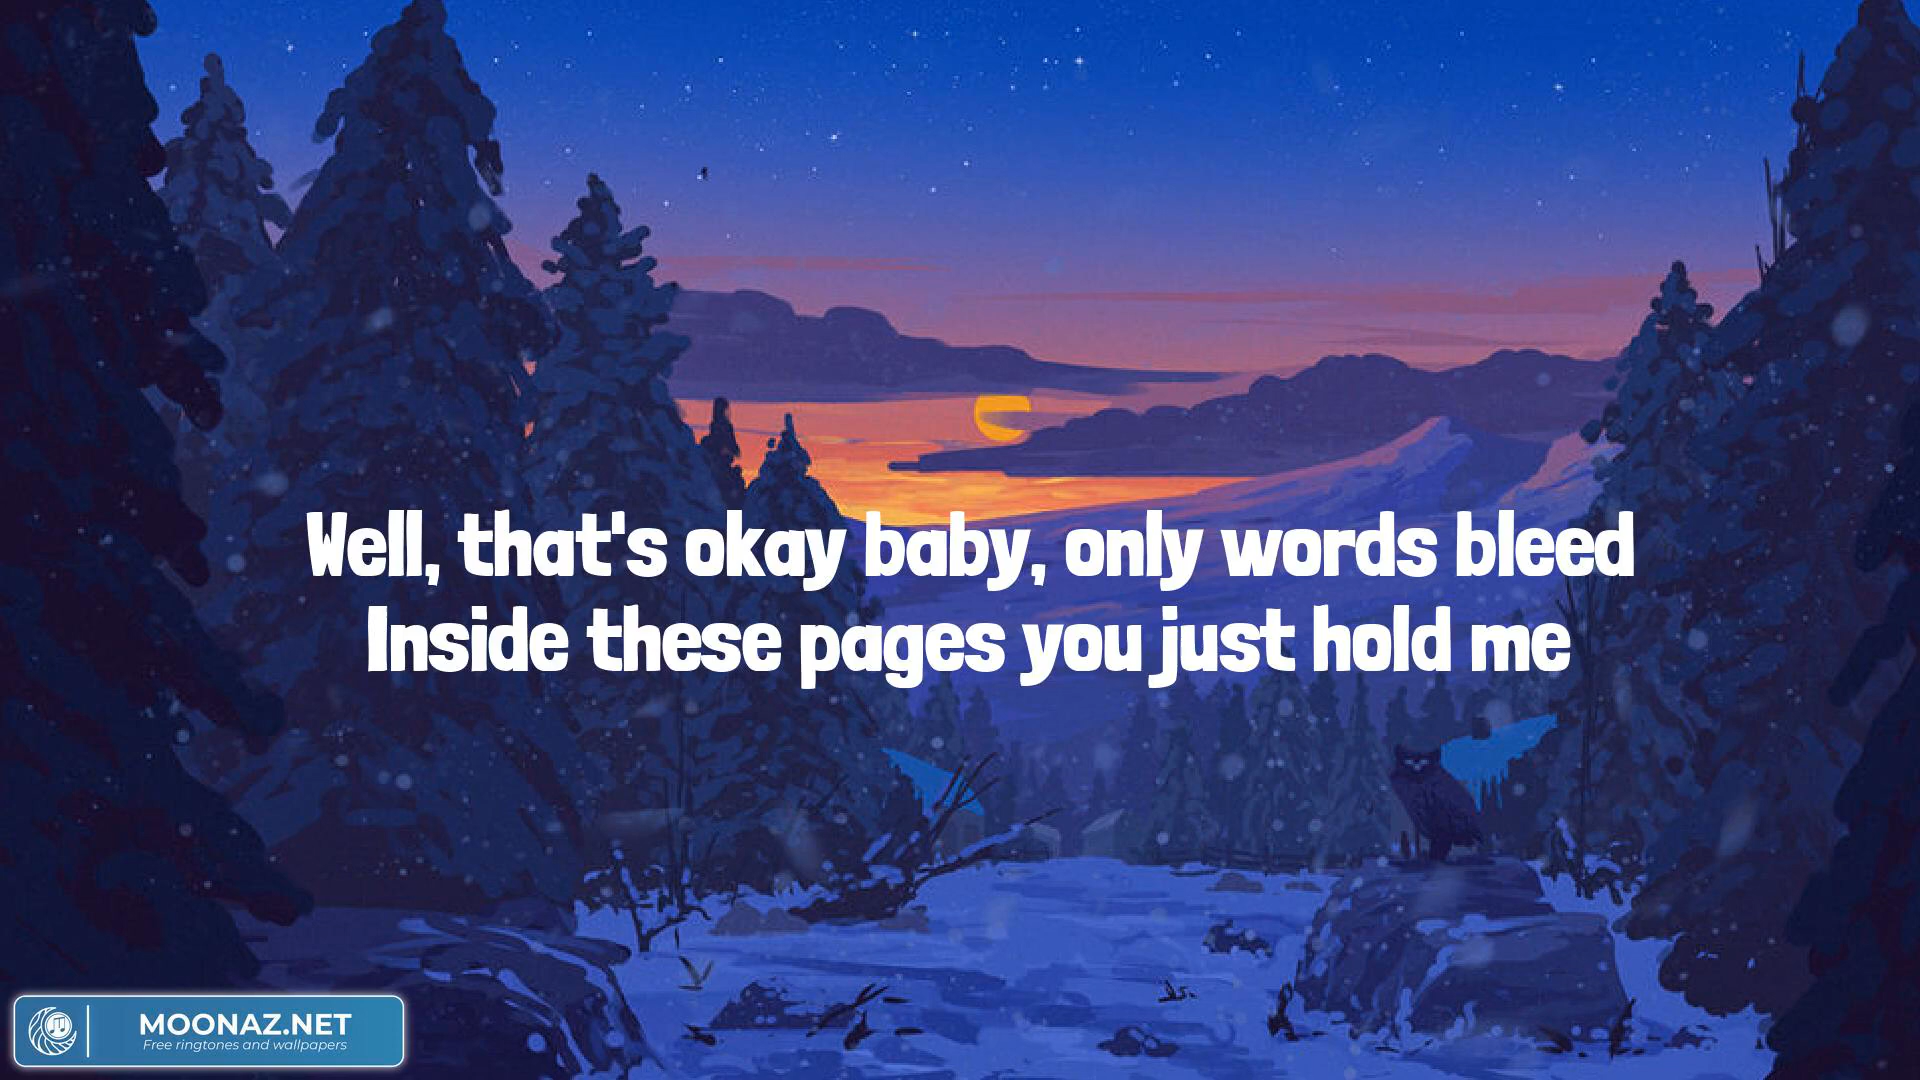 Well, that's okay baby, only words bleed
Inside these pages you just hold me
MOONAZ.NET
Free ringtones and wallpapers